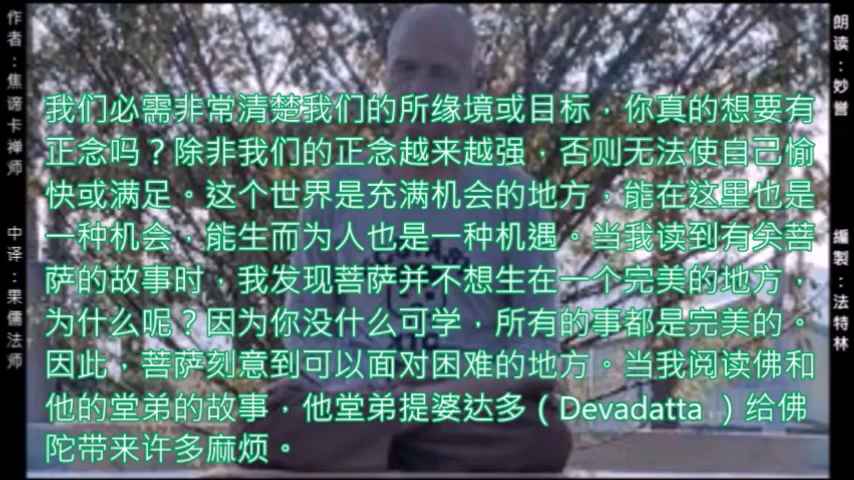 作者：焦谛卡禅师
中译：果儒法师
我们必需非常清楚我们的所缘境或目标，你真的想要有
正念吗？除非我们的正念越来越强，否则无法使自己愉
快或满足。这个世界是充满机会的地方，能在这里也是
一种机会，能生而为人也是一种机遇。当我读到有关菩
萨的故事时，我发现菩萨并不想生在一个完美的地方，
为什么呢？因为你没什么可学，所有的事都是完美的。
因此，菩萨刻意到可以面对困难的地方。当我阅读佛和
他的堂弟的故事，他堂弟提婆达多（Devadatta ）给佛
陀带来许多麻烦。
朗读：妙誉
编製：法特林